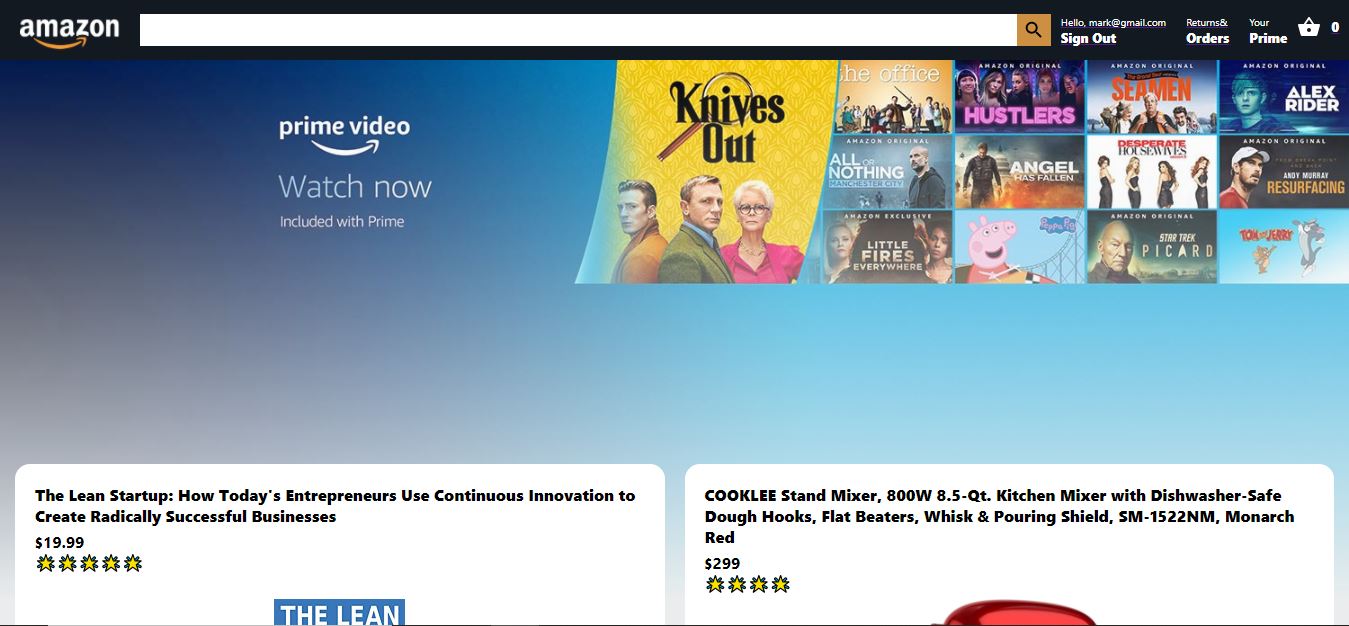 amazon
Hello, mark@gmail.com
Sign Out
Returns&
Orders
Your
Prime
0
prime video
Watch now
Included with Prime
Knives
Out
the office
AMAZON ORIGINAL
HUSTLERS
AMAZON ORIGINAL
The Grand Tour
SEAMEN
AMAZON ORIGINAL
ALEX
RIDER
AMAZON ORIGINAL
ALL OR
NOTHING
MANCHESTER CITY
ANGEL
HAS FALLEN
DESPERATE
HOUSEWIVES
AMAZON ORIGINAL
ANDY MURRAY
RESURFACING
AMAZON EXCLUSIVE
LITTLE
FIRES
EVERYWHERE
Peppa Pig
AMAZON ORIGINAL
STAR TREK
PICARD
TOM and JERRY
The Lean Startup: How Today's Entrepreneurs Use Continuous Innovation to
Create Radically Successful Businesses
$19.99
THE LEAN
COOKLEE Stand Mixer, 800W 8.5-Qt. Kitchen Mixer with Dishwasher-Safe
Dough Hooks, Flat Beaters, Whisk & Pouring Shield, SM-1522NM, Monarch
Red
$299